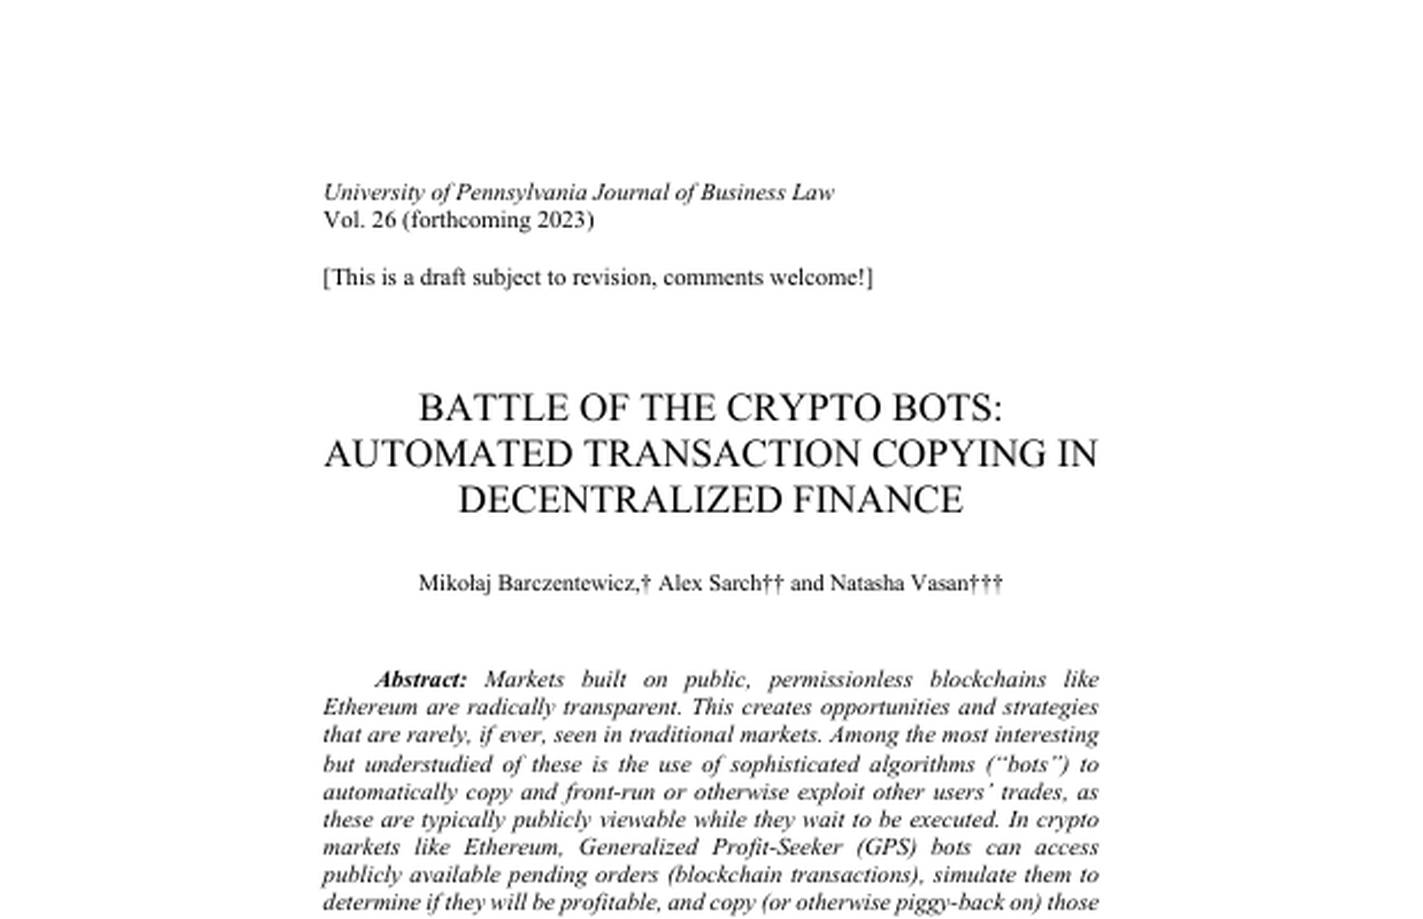 University of Pennsylvania Journal of Business Law
Vol. 26 (forthcoming 2023)
[This is a draft subject to revision, comments welcome!]
BATTLE OF THE CRYPTO BOTS:
AUTOMATED TRANSACTION COPYING IN
DECENTRALIZED FINANCE
Mikołaj Barczentewicz,† Alex Sarch†† and Natasha Vasan†††
Abstract: Markets built on public, permissionless blockchains like
Ethereum are radically transparent. This creates opportunities and strategies
that are rarely, if ever, seen in traditional markets. Among the most interesting
but understudied of these is the use of sophisticated algorithms (“bots”) to
automatically copy and front-run or otherwise exploit other users’ trades, as
these are typically publicly viewable while they wait to be executed. In crypto
markets like Ethereum, Generalized Profit-Seeker (GPS) bots can access
publicly available pending orders (blockchain transactions), simulate them to
determine if they will be profitable, and copy (or otherwise piggy-back on) those